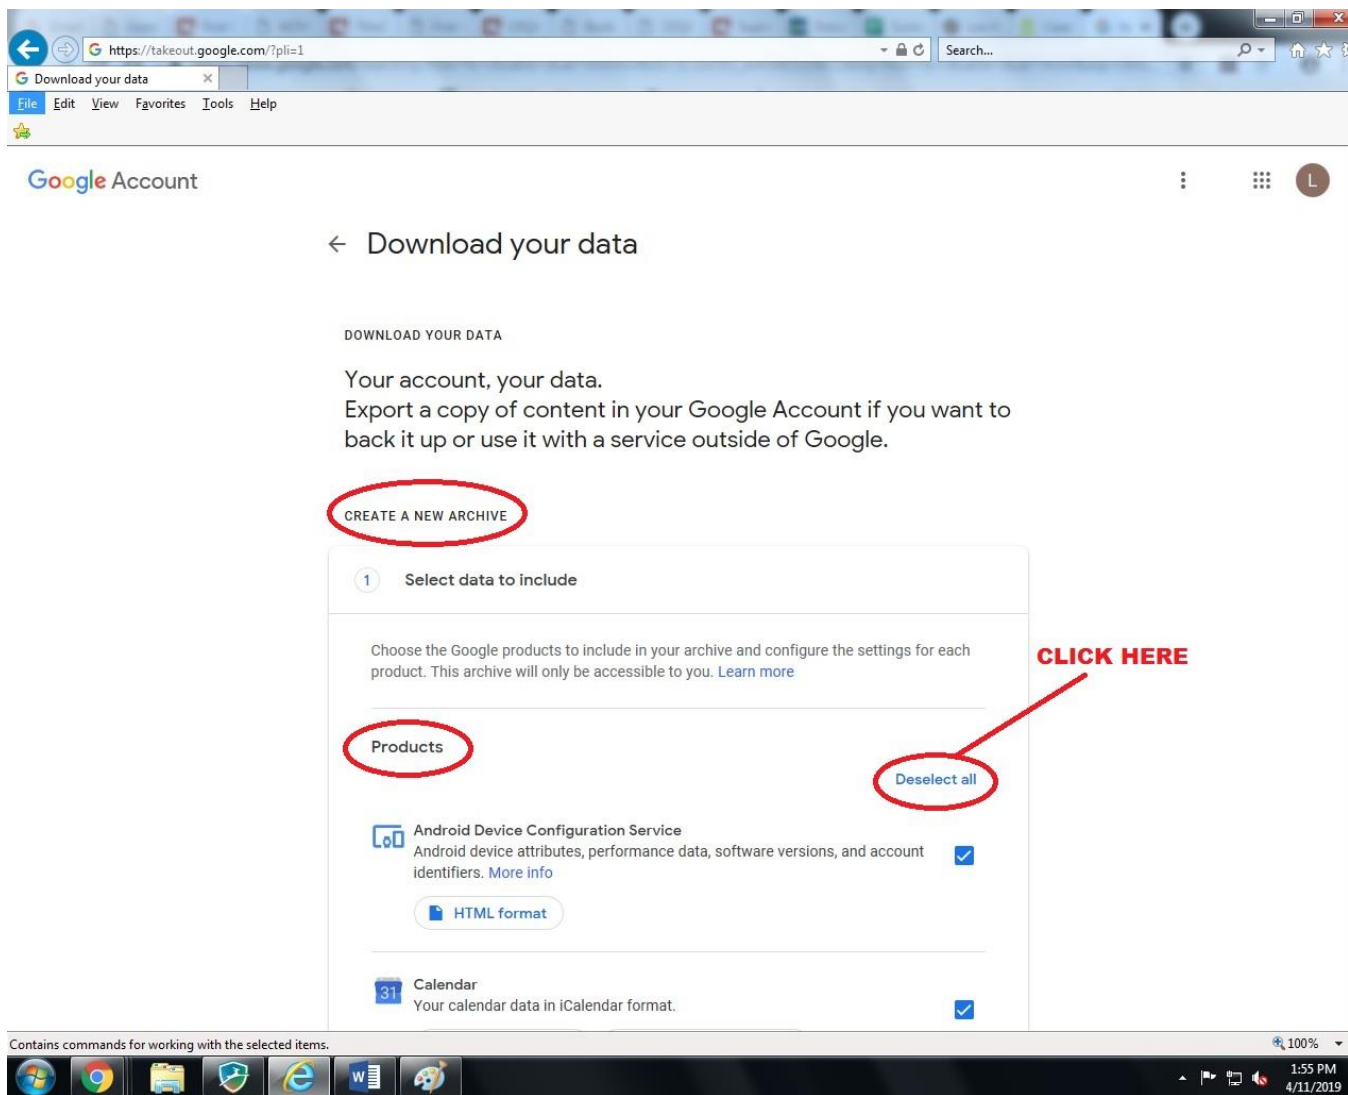 https://takeout.google.com/?pli=1
Search...
Download your data
File Edit View Favorites Tools Help
Google Account
L
Download your data
DOWNLOAD YOUR DATA
Your account, your data.
Export a copy of content in your Google Account if you want to
back it up or use it with a service outside of Google.
CREATE A NEW ARCHIVE
1 Select data to include
Choose the Google products to include in your archive and configure the settings for each
product. This archive will only be accessible to you. Learn more
CLICK HERE
Products
Deselect all
Android Device Configuration Service
Android device attributes, performance data, software versions, and account
identifiers. More info
HTML format
31
Calendar
Your calendar data in iCalendar format.
Contains commands for working with the selected items.
100%
W
1:55 PM
4/11/2019